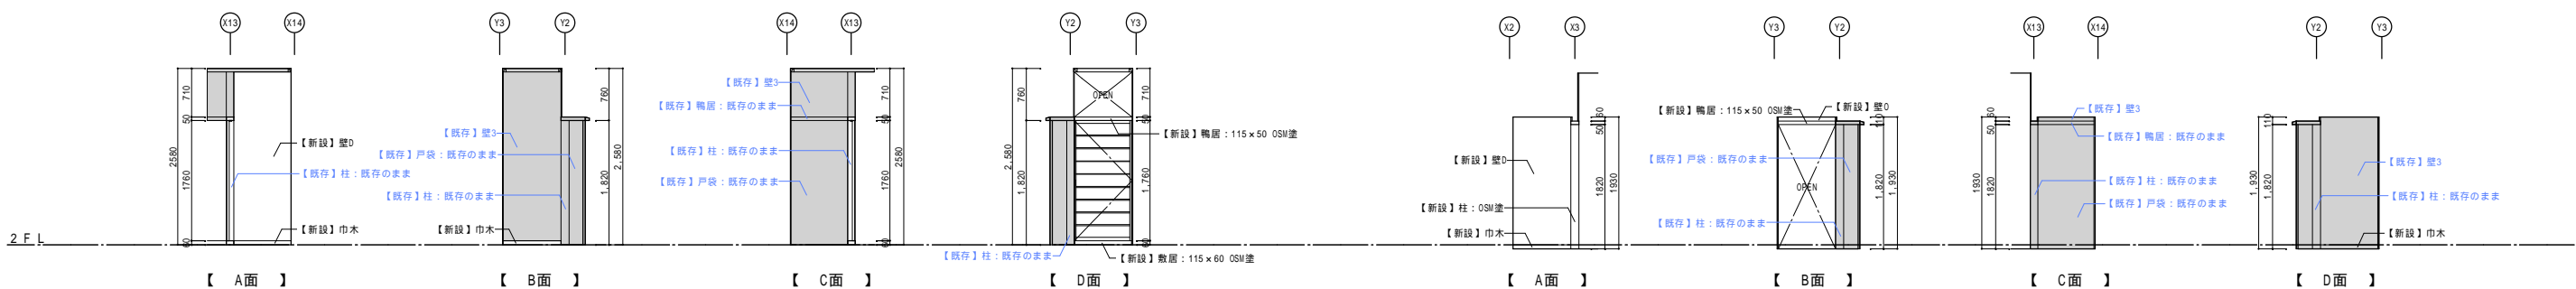 X13 X14
710
50
2580
1760
60
【新設】壁D
【既存】柱：既存のまま
【新設】巾木
2FL
【　A面　】
Y3 Y2
760
2,580
1,820
【既存】壁3
【既存】戸袋：既存のまま
【既存】柱：既存のまま
【新設】巾木
【　B面　】
X14 X13
【既存】壁3
【既存】鴨居：既存のまま
【既存】柱：既存のまま
【既存】戸袋：既存のまま
710
50
2580
1760
60
【　C面　】
Y2 Y3
760
2,580
1,820
OPEN
710
50
1,760
60
【新設】鴨居：115×50 OSM塗
【既存】柱：既存のまま
【新設】敷居：115×60 OSM塗
【　D面　】
X2 X3
【新設】壁D
【新設】柱：OSM塗
【新設】巾木
60
50
1820
1930
【　A面　】
Y3 Y2
【新設】鴨居：115×50 OSM塗
【新設】壁O
【既存】戸袋：既存のまま
OPEN
【既存】柱：既存のまま
110
1,820
1,930
【　B面　】
X13 X14
60
50
1930
1820
【既存】壁3
【既存】鴨居：既存のまま
【既存】柱：既存のまま
【既存】戸袋：既存のまま
【　C面　】
Y2 Y3
110
1,930
1,820
【既存】壁3
【既存】柱：既存のまま
【新設】巾木
【　D面　】